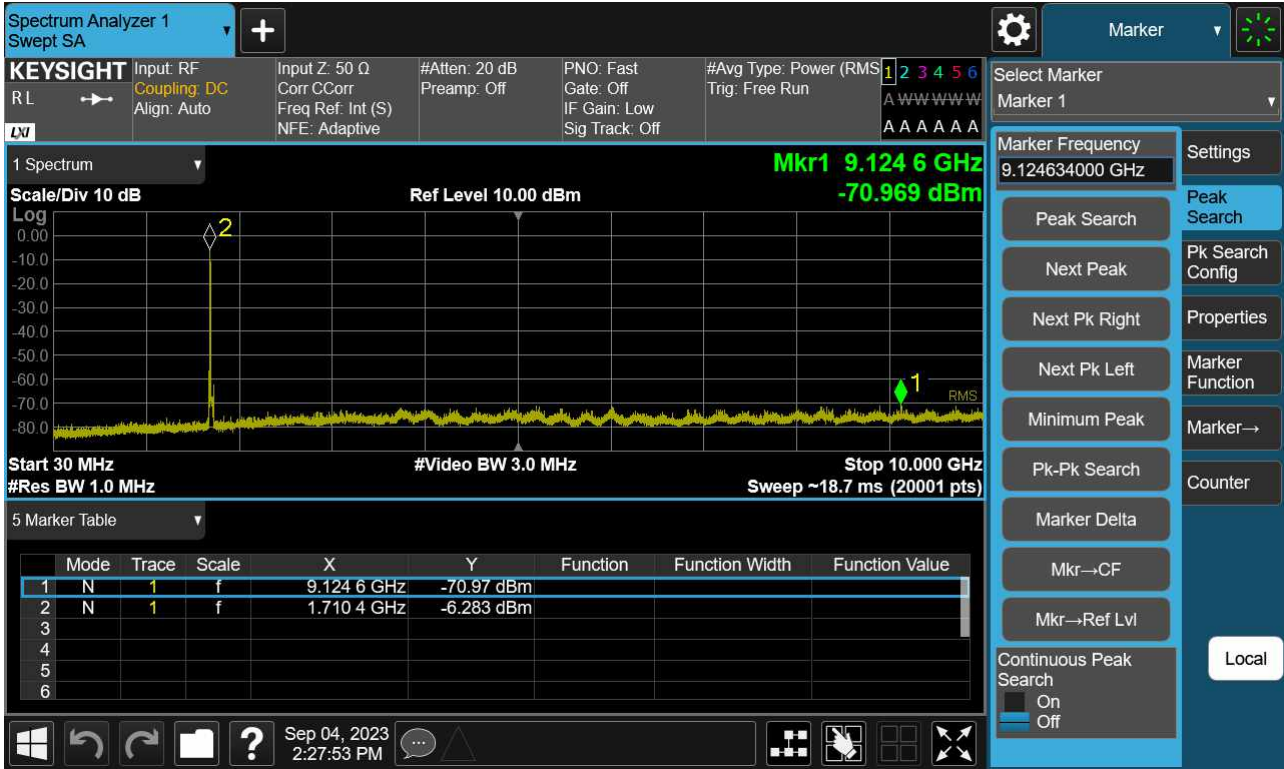 Spectrum Analyzer 1
Swept SA
+
Marker
KEYSIGHT Input: RF Input Z: 50 Ω #Atten: 20 dB PNO: Fast #Avg Type: Power (RMS 1 2 3 4 5 6
R L Coupling: DC Corr CCorr Preamp: Off Gate: Off Trig: Free Run A W W W W W
Align: Auto Freq Ref: Int (S) IF Gain: Low
LXI NFE: Adaptive Sig Track: Off A A A A A A
Select Marker
Marker 1
1 Spectrum
Mkr1 9.124 6 GHz
Scale/Div 10 dB Ref Level 10.00 dBm -70.969 dBm
Log
0.00
-10.0
-20.0
-30.0
-40.0
-50.0
-60.0
-70.0
-80.0
2
1
RMS
Start 30 MHz #Video BW 3.0 MHz Stop 10.000 GHz
#Res BW 1.0 MHz Sweep ~18.7 ms (20001 pts)
5 Marker Table
Mode Trace Scale X Y Function Function Width Function Value
1 N 1 f 9.124 6 GHz -70.97 dBm
2 N 1 f 1.710 4 GHz -6.283 dBm
3
4
5
6
Marker Frequency
9.124634000 GHz
Peak Search
Next Peak
Next Pk Right
Next Pk Left
Minimum Peak
Pk-Pk Search
Marker Delta
Mkr→CF
Mkr→Ref Lvl
Continuous Peak
Search
On
Off
Settings
Peak
Search
Pk Search
Config
Properties
Marker
Function
Marker→
Counter
Local
?
Sep 04, 2023
2:27:53 PM